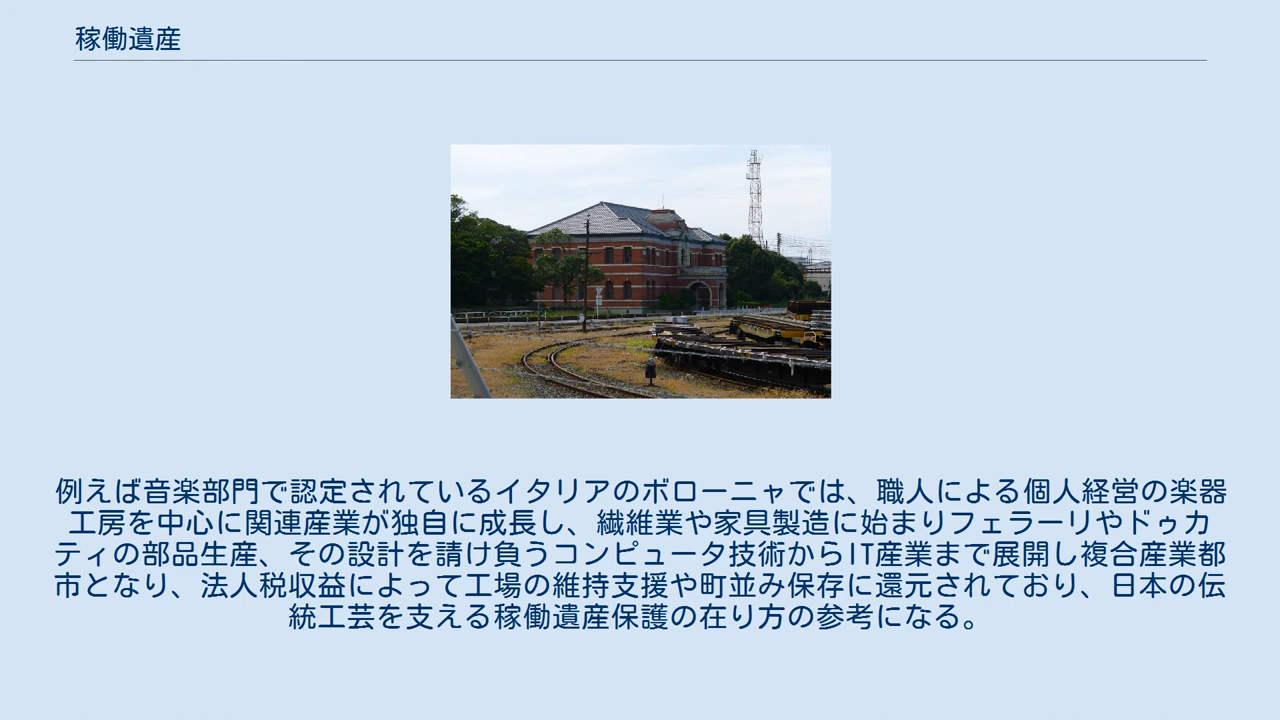 稼働遺産
例えば音楽部門で認定されているイタリアのボローニャでは、職人による個人経営の楽器
工房を中心に関連産業が独自に成長し、繊維業や家具製造に始まりフェラーリやドゥカ
ティの部品生産、その設計を請け負うコンピュータ技術からIT産業まで展開し複合産業都
市となり、法人税収益によって工場の維持支援や町並み保存に還元されており、日本の伝
統工芸を支える稼働遺産保護の在り方の参考になる。